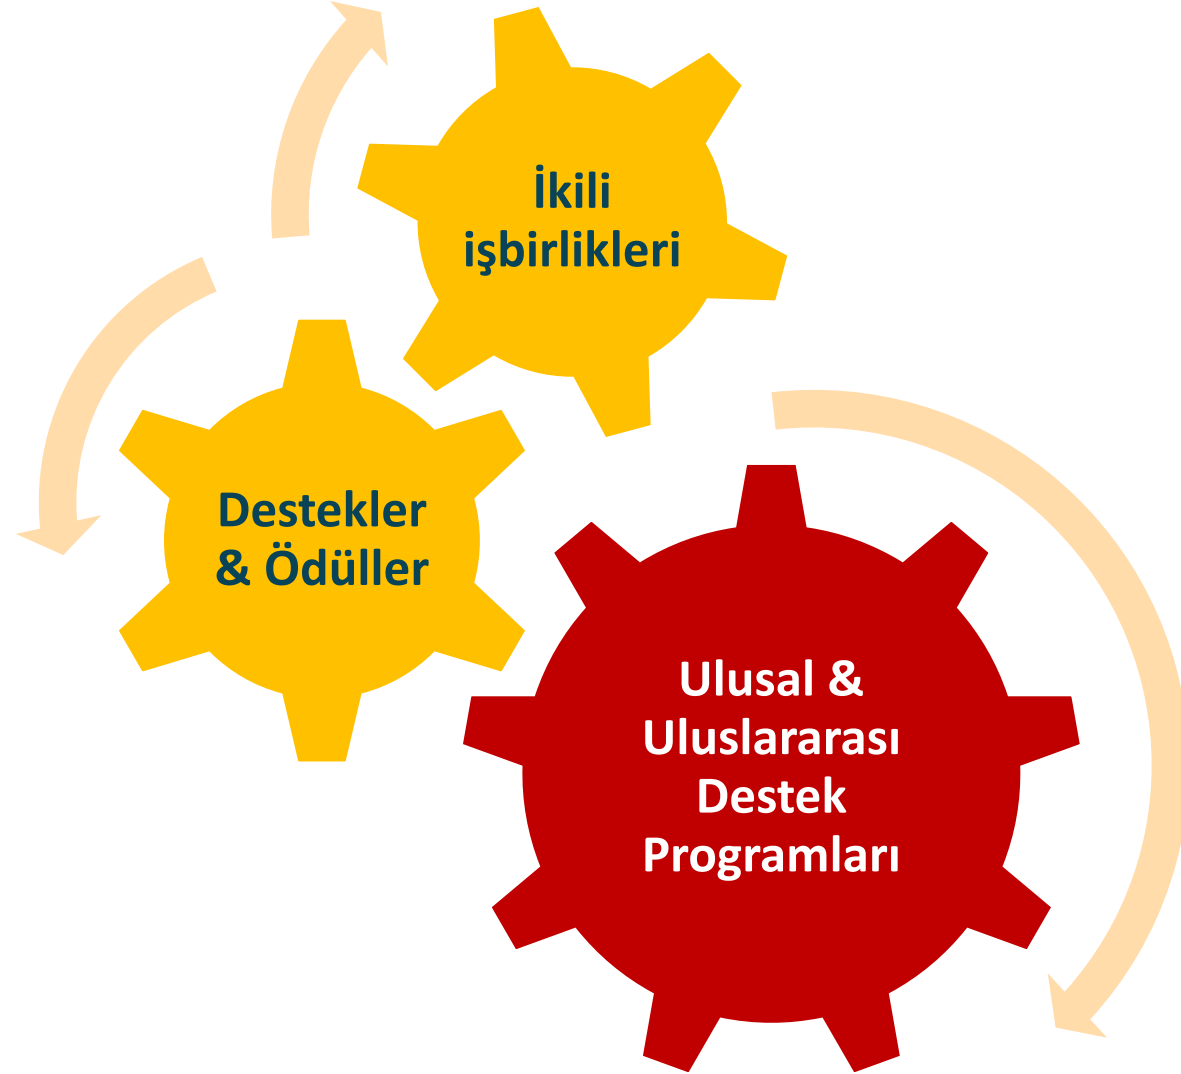 İkili
işbirlikleri
Destekler
& Ödüller
Ulusal &
Uluslararası
Destek
Programları